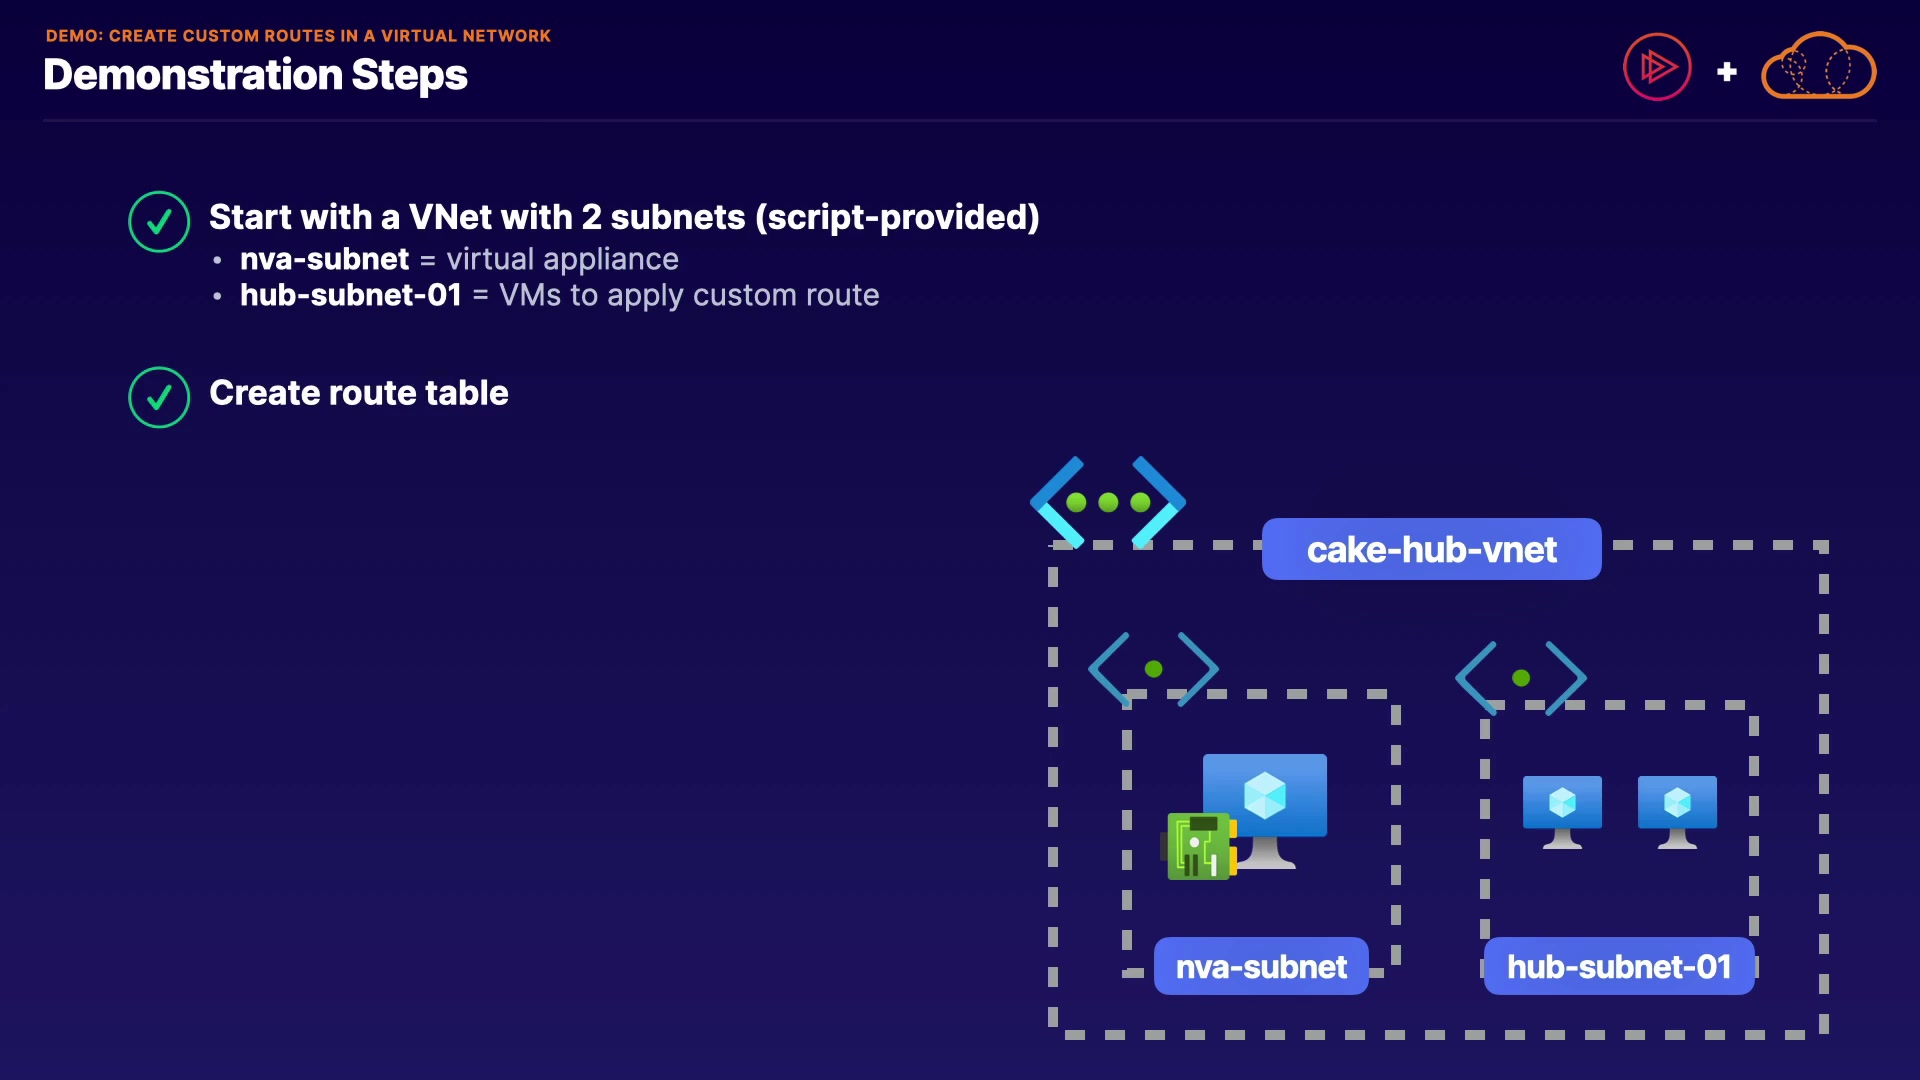 DEMO: CREATE CUSTOM ROUTES IN A VIRTUAL NETWORK
Demonstration Steps
Start with a VNet with 2 subnets (script-provided)
• nva-subnet = virtual appliance
• hub-subnet-01 = VMs to apply custom route
Create route table
cake-hub-vnet
nva-subnet
hub-subnet-01